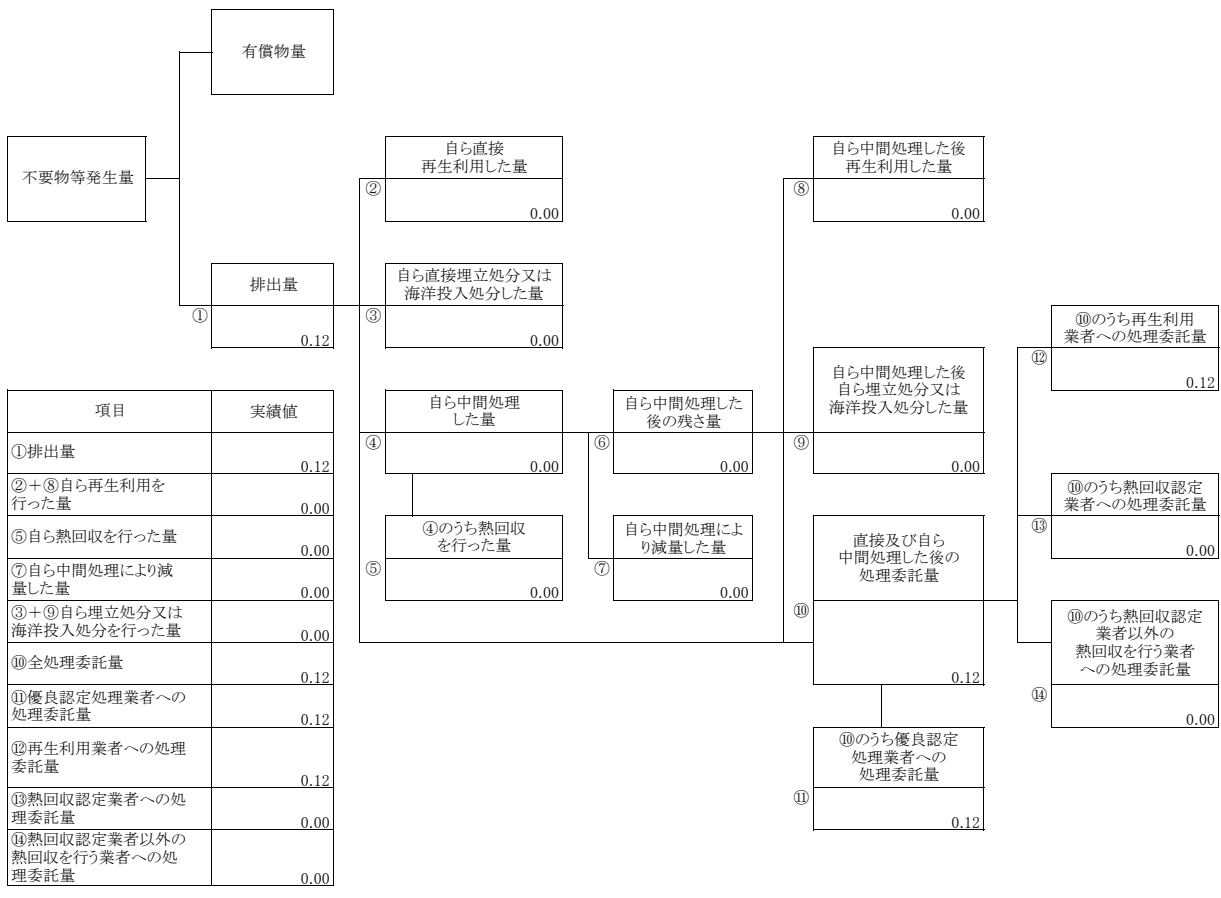 有償物量
不要物等発生量
排出量
①
0.12
自ら直接
再生利用した量
②
0.00
自ら直接埋立処分又は
海洋投入処分した量
③
0.00
自ら中間処理
した量
④
0.00
④のうち熱回収
を行った量
⑤
0.00
自ら中間処理した
後の残さ量
⑥
0.00
自ら中間処理によ
り減量した量
⑦
0.00
自ら中間処理した後
再生利用した量
⑧
0.00
自ら中間処理した後
自ら埋立処分又は
海洋投入処分した量
⑨
0.00
直接及び自ら
中間処理した後の
処理委託量
⑩
0.12
⑩のうち優良認定
処理業者への
処理委託量
⑪
0.12
⑩のうち再生利用
業者への処理委託量
⑫
0.12
⑩のうち熱回収認定
業者への処理委託量
⑬
0.00
⑩のうち熱回収認定
業者以外の
熱回収を行う業者
への処理委託量
⑭
0.00
項目 実績値
①排出量
0.12
②＋⑧自ら再生利用を
行った量
0.00
⑤自ら熱回収を行った量
0.00
⑦自ら中間処理により減
量した量
0.00
③＋⑨自ら埋立処分又は
海洋投入処分を行った量
0.00
⑩全処理委託量
0.12
⑪優良認定処理業者への
処理委託量
0.12
⑫再生利用業者への処理
委託量
0.12
⑬熱回収認定業者への処
理委託量
0.00
⑭熱回収認定業者以外の
熱回収を行う業者への処
理委託量
0.00